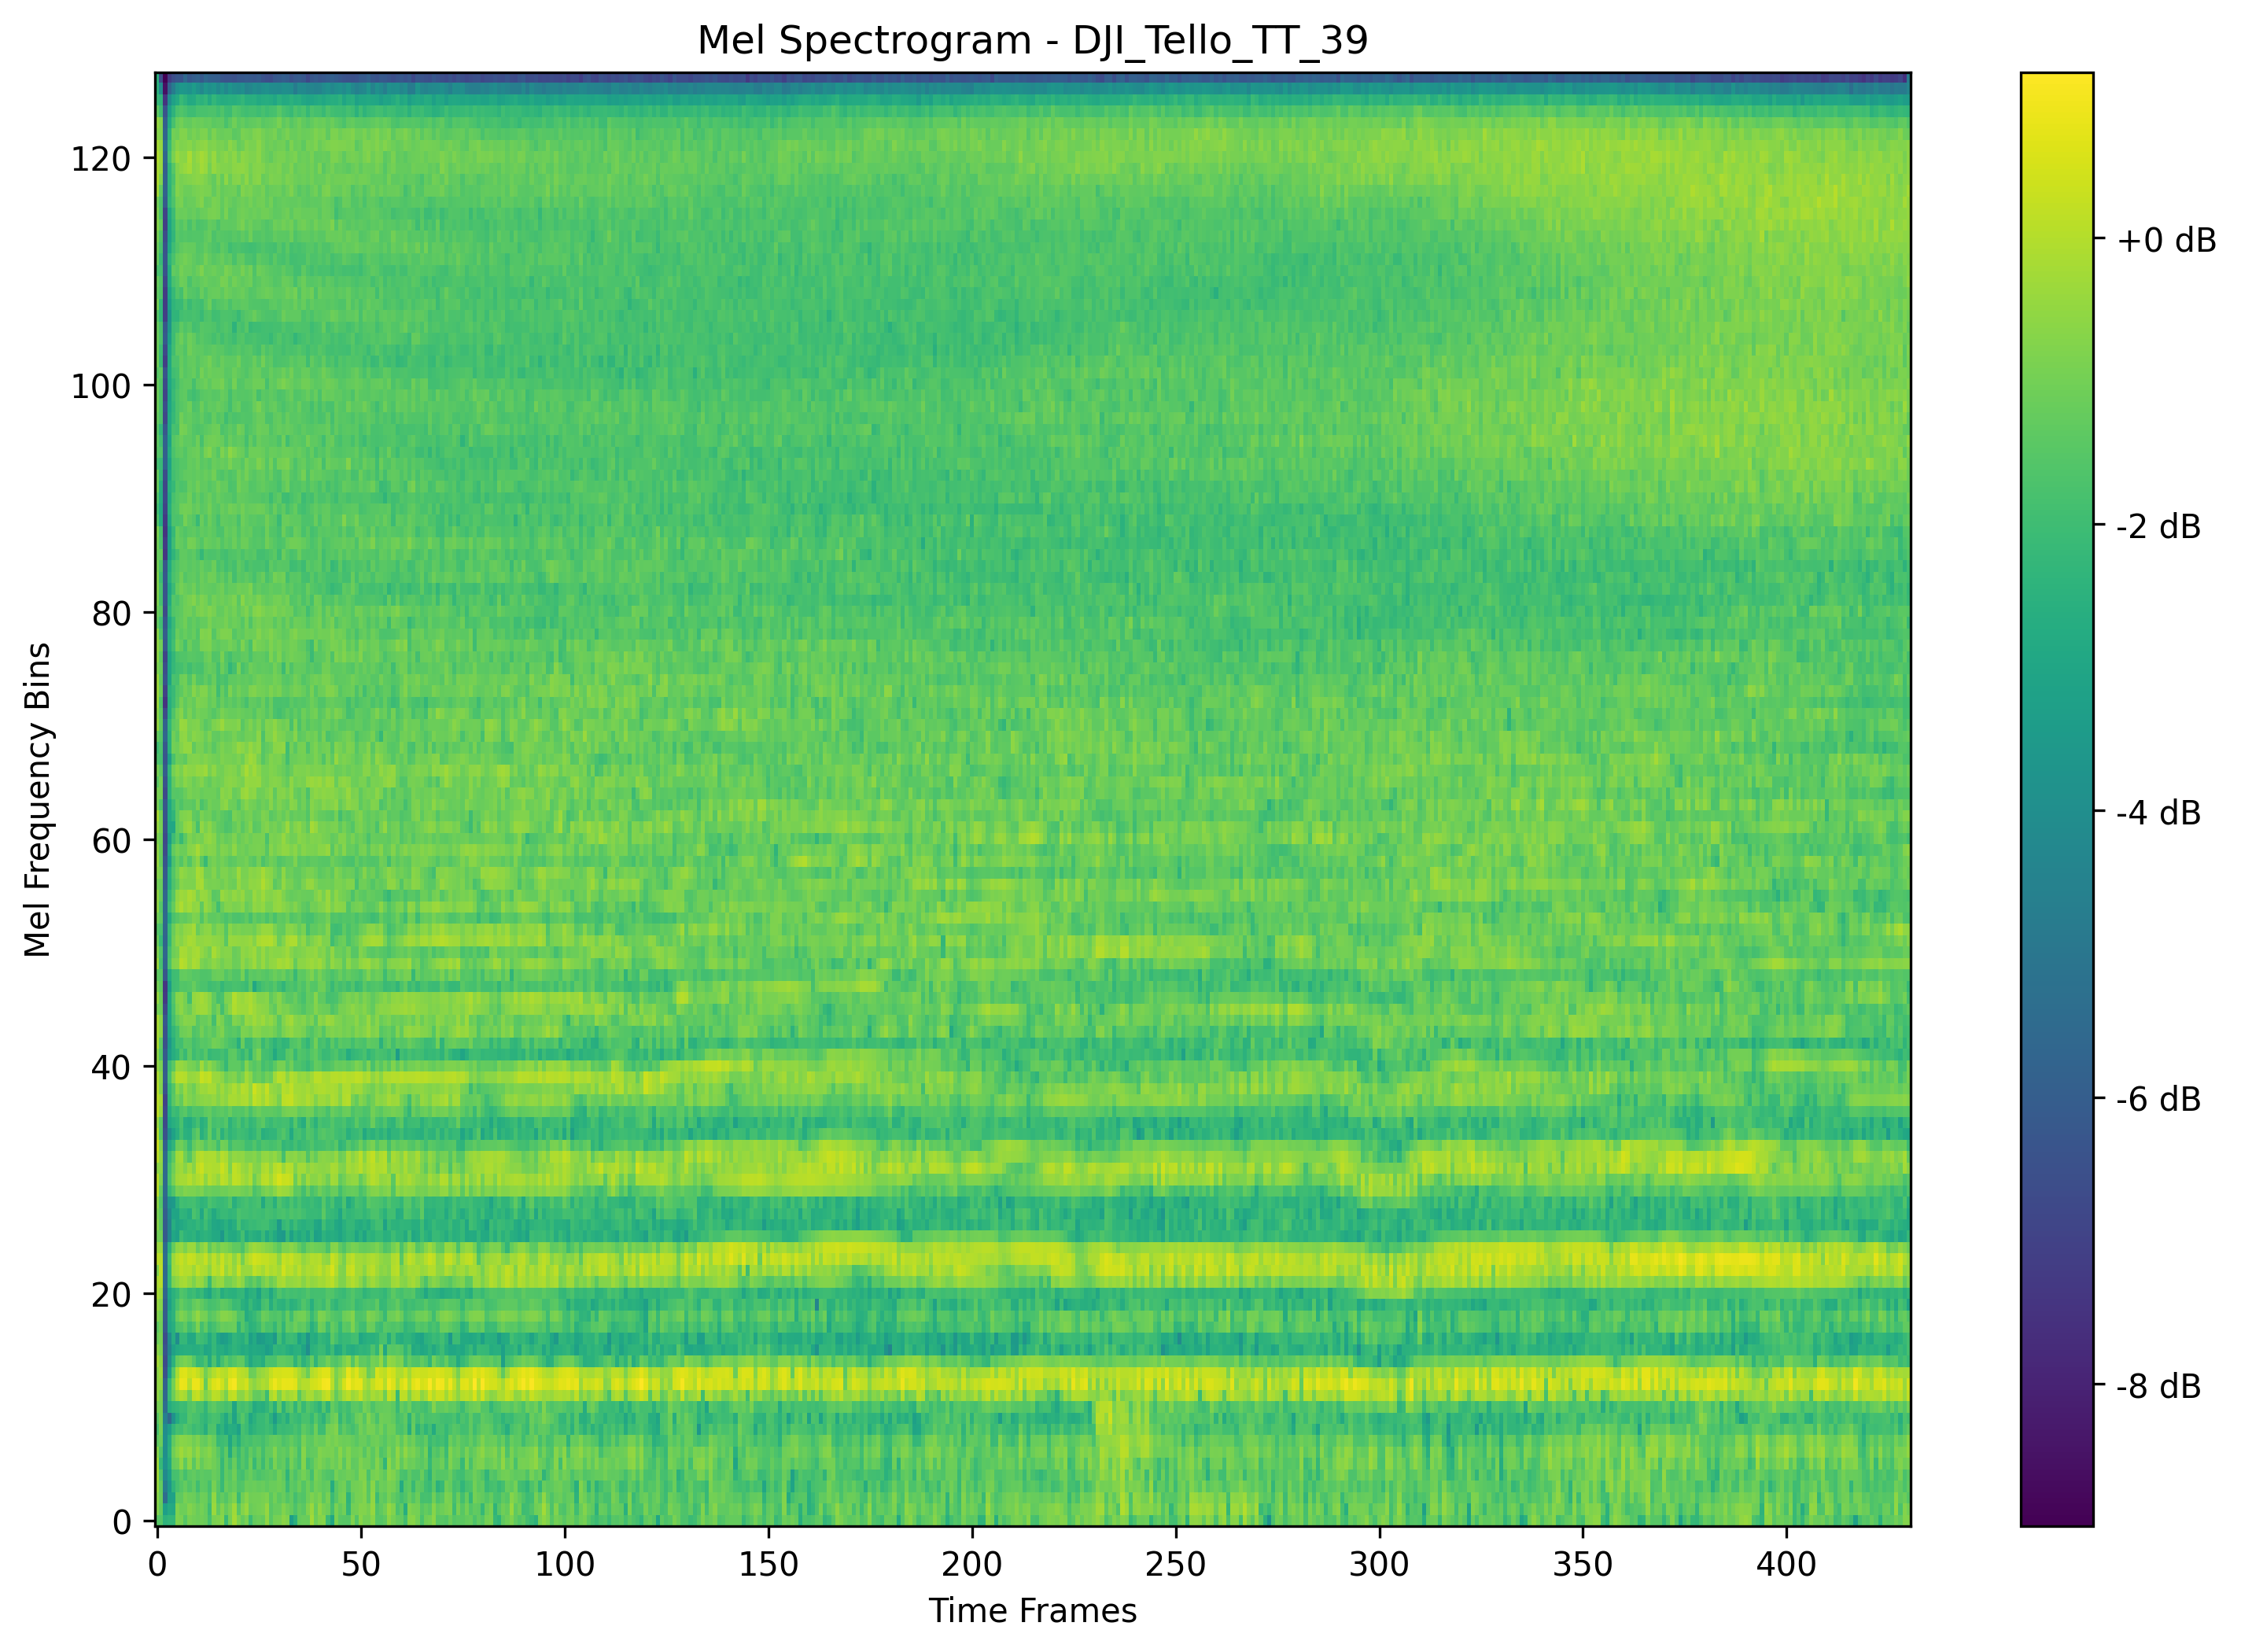 Mel Spectrogram - DJI_Tello_TT_39
Mel Frequency Bins
120
100
80
60
40
20
0
0 50 100 150 200 250 300 350 400
Time Frames
+0 dB
-2 dB
-4 dB
-6 dB
-8 dB